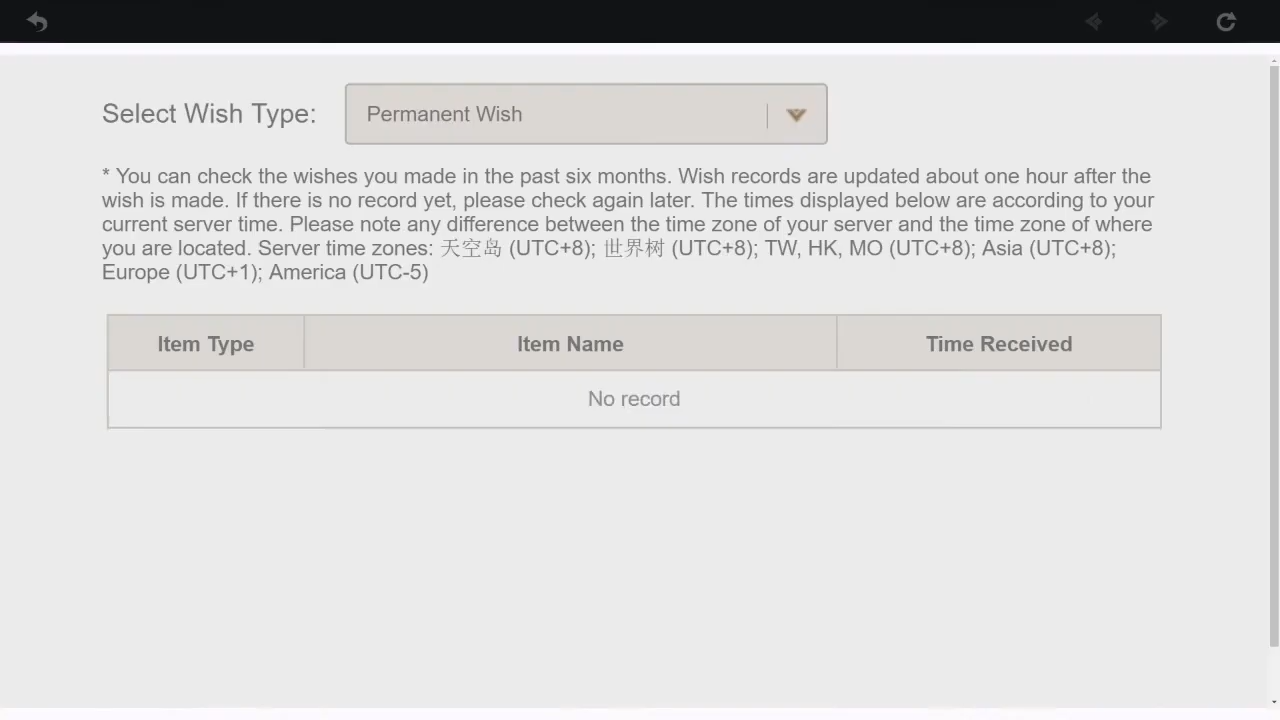 Select Wish Type:
Permanent Wish
* You can check the wishes you made in the past six months. Wish records are updated about one hour after the
wish is made. If there is no record yet, please check again later. The times displayed below are according to your
current server time. Please note any difference between the time zone of your server and the time zone of where
you are located. Server time zones: 天空岛 (UTC+8); 世界树 (UTC+8); TW, HK, MO (UTC+8); Asia (UTC+8);
Europe (UTC+1); America (UTC-5)
Item Type Item Name Time Received
No record